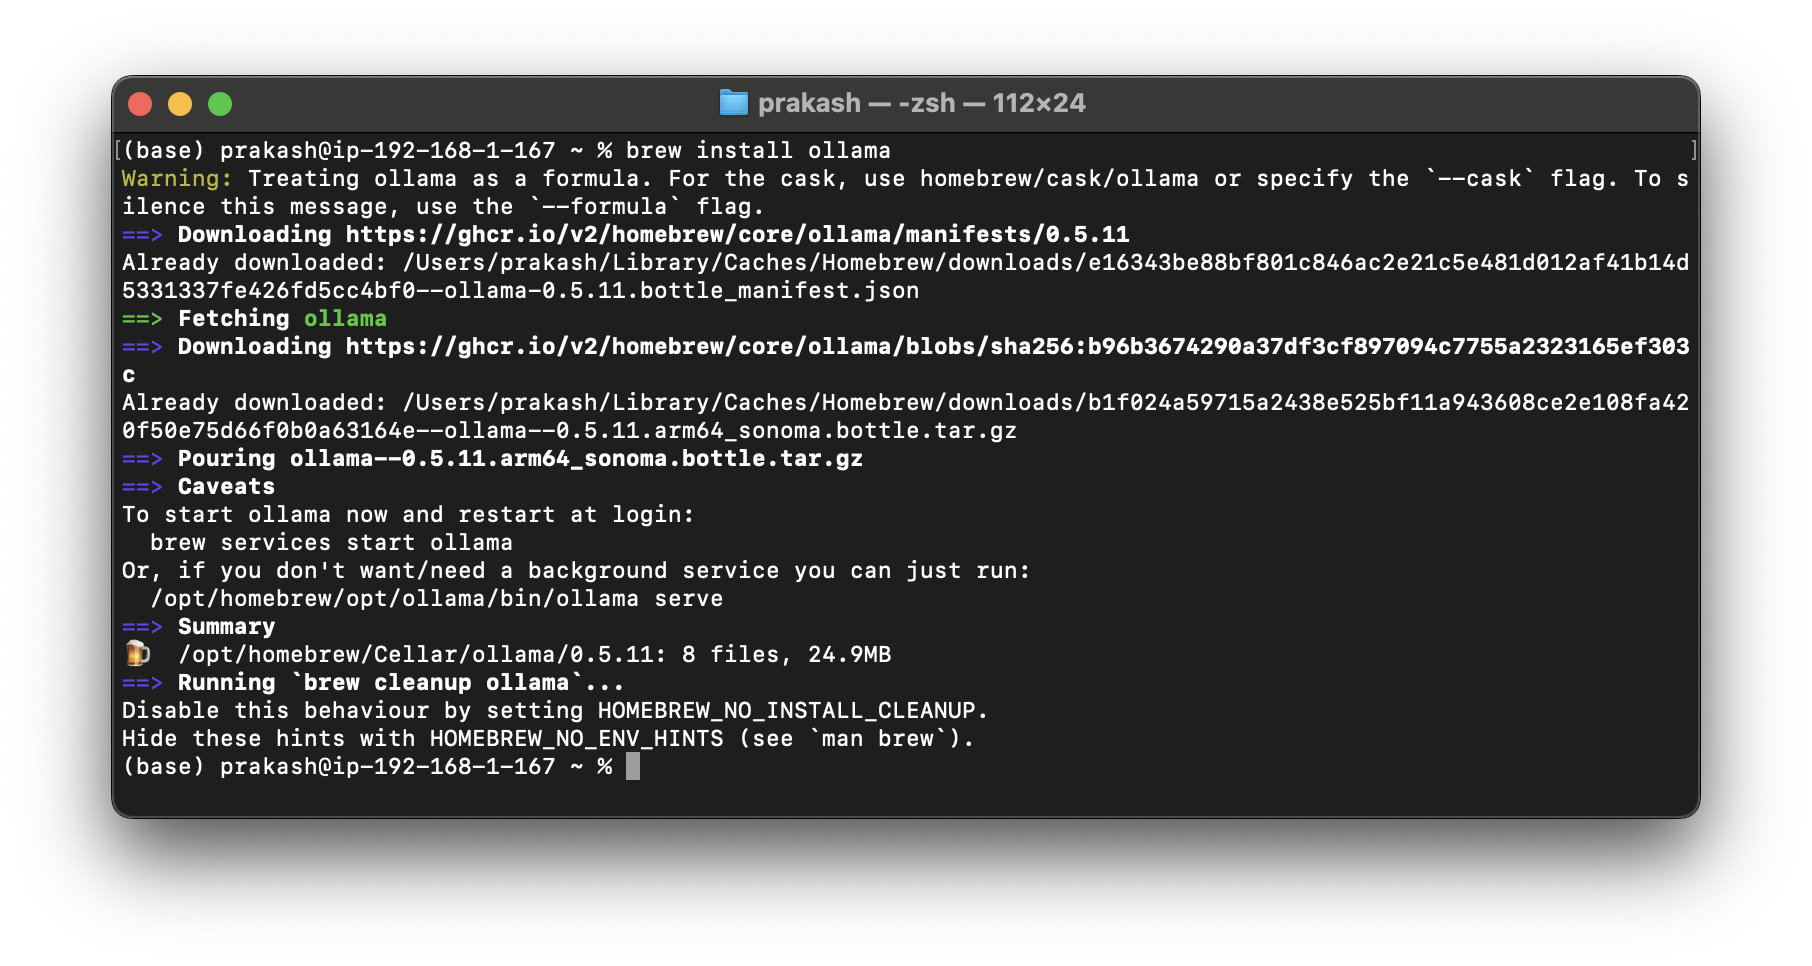 prakash — -zsh — 112×24
[(base) prakash@ip-192-168-1-167 ~ % brew install ollama ]
Warning: Treating ollama as a formula. For the cask, use homebrew/cask/ollama or specify the `--cask` flag. To s
ilence this message, use the `--formula` flag.
==> Downloading https://ghcr.io/v2/homebrew/core/ollama/manifests/0.5.11
Already downloaded: /Users/prakash/Library/Caches/Homebrew/downloads/e16343be88bf801c846ac2e21c5e481d012af41b14d
5331337fe426fd5cc4bf0--ollama-0.5.11.bottle_manifest.json
==> Fetching ollama
==> Downloading https://ghcr.io/v2/homebrew/core/ollama/blobs/sha256:b96b3674290a37df3cf897094c7755a2323165ef303
c
Already downloaded: /Users/prakash/Library/Caches/Homebrew/downloads/b1f024a59715a2438e525bf11a943608ce2e108fa42
0f50e75d66f0b0a63164e--ollama--0.5.11.arm64_sonoma.bottle.tar.gz
==> Pouring ollama--0.5.11.arm64_sonoma.bottle.tar.gz
==> Caveats
To start ollama now and restart at login:
  brew services start ollama
Or, if you don't want/need a background service you can just run:
  /opt/homebrew/opt/ollama/bin/ollama serve
==> Summary
🍺  /opt/homebrew/Cellar/ollama/0.5.11: 8 files, 24.9MB
==> Running `brew cleanup ollama`...
Disable this behaviour by setting HOMEBREW_NO_INSTALL_CLEANUP.
Hide these hints with HOMEBREW_NO_ENV_HINTS (see `man brew`).
(base) prakash@ip-192-168-1-167 ~ %